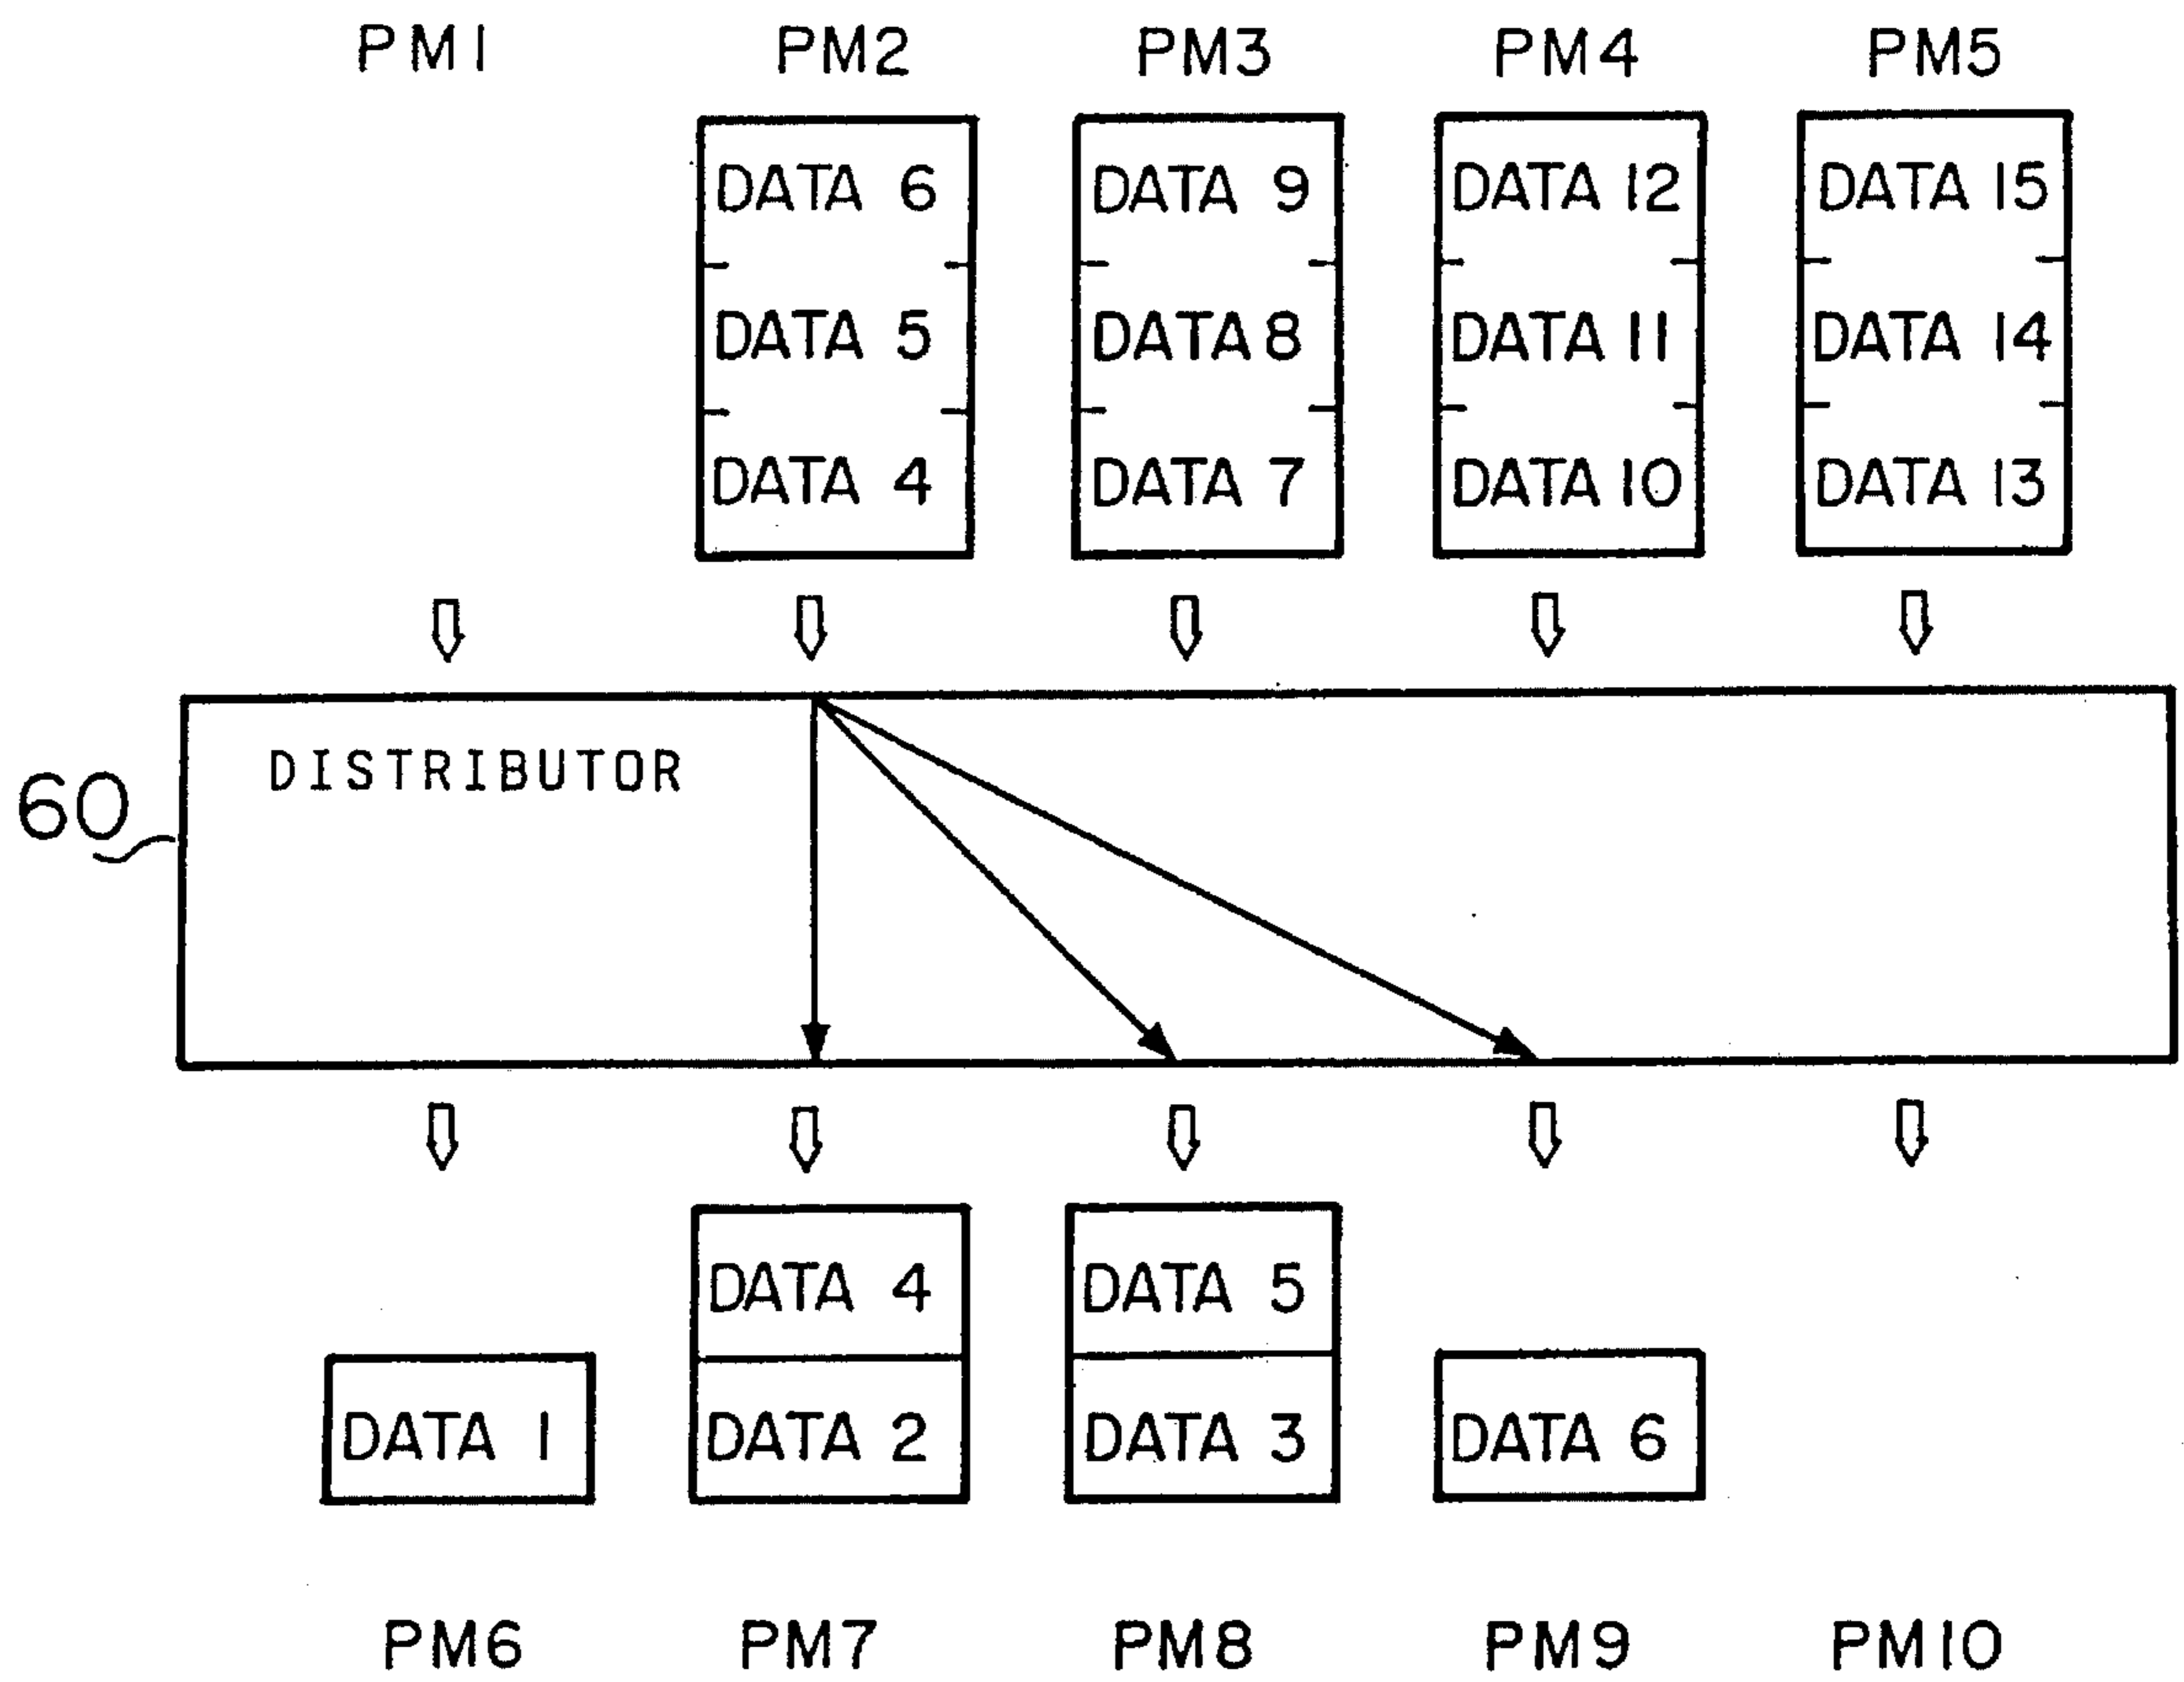 PM1 PM2 PM3 PM4 PM5
DATA 6 DATA 9 DATA 12 DATA 15
DATA 5 DATA 8 DATA 11 DATA 14
DATA 4 DATA 7 DATA 10 DATA 13
DISTRIBUTOR
60
DATA 4 DATA 5
DATA 1 DATA 2 DATA 3 DATA 6
PM6 PM7 PM8 PM9 PM10